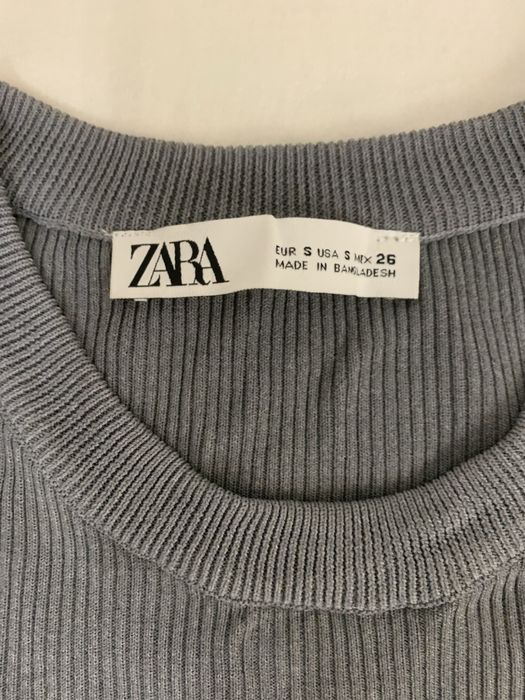 ZARA
EUR S USA S MEX 26
MADE IN BANGLADESH